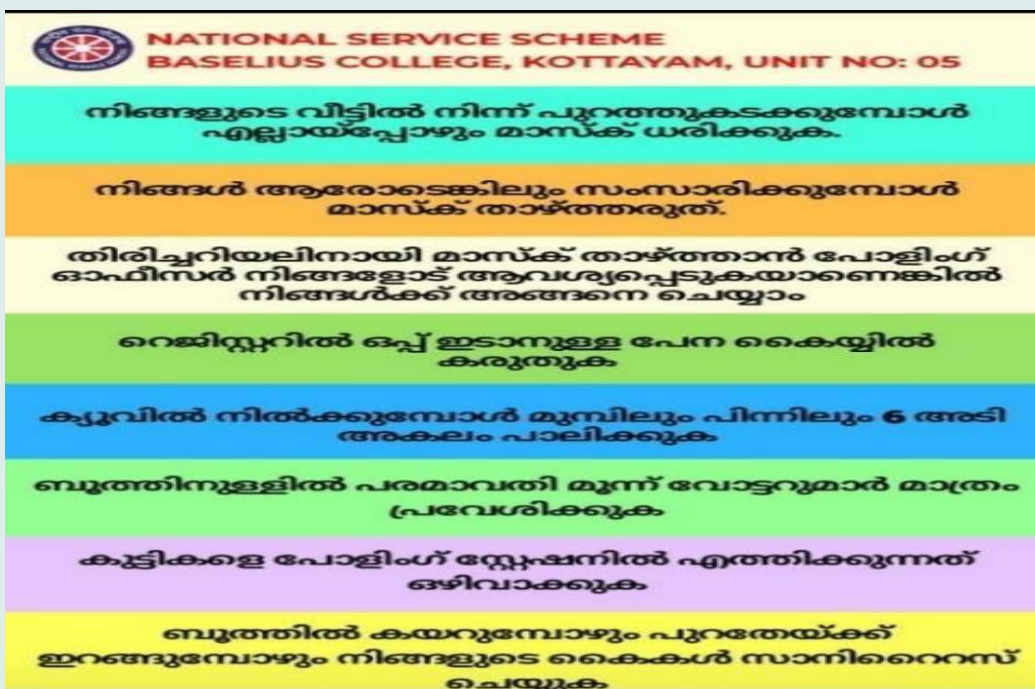 NATIONAL SERVICE SCHEME
BASELIUS COLLEGE, KOTTAYAM, UNIT NO: 05
നിങ്ങളുടെ വീട്ടിൽ നിന്ന് പുറത്തുകടക്കുമ്പോൾ
എല്ലായ്പ്പോഴും മാസ്ക് ധരിക്കുക.
നിങ്ങൾ ആരോടെങ്കിലും സംസാരിക്കുമ്പോൾ
മാസ്ക് താഴ്ത്തരുത്.
തിരിച്ചറിയലിനായി മാസ്ക് താഴ്ത്താൻ പോളിംഗ്
ഓഫീസർ നിങ്ങളോട് ആവശ്യപ്പെടുകയാണെങ്കിൽ
നിങ്ങൾക്ക് അങ്ങനെ ചെയ്യാം
റെജിസ്റ്ററിൽ ഒപ്പ് ഇടാനുള്ള പേന കൈയ്യിൽ
കരുതുക
ക്യൂവിൽ നിൽക്കുമ്പോൾ മുമ്പിലും പിന്നിലും 6 അടി
അകലം പാലിക്കുക
ബൂത്തിനുള്ളിൽ പരമാവതി മൂന്ന് വോട്ടറുമാർ മാത്രം
പ്രവേശിക്കുക
കുട്ടികളെ പോളിംഗ് സ്റ്റേഷനിൽ എത്തിക്കുന്നത്
ഒഴിവാക്കുക
ബൂത്തിൽ കയറുമ്പോഴും പുറതേയ്ക്ക്
ഇറങ്ങുമ്പോഴും നിങ്ങളുടെ കൈകൾ സാനിറൈറസ്
ചെയ്യുക